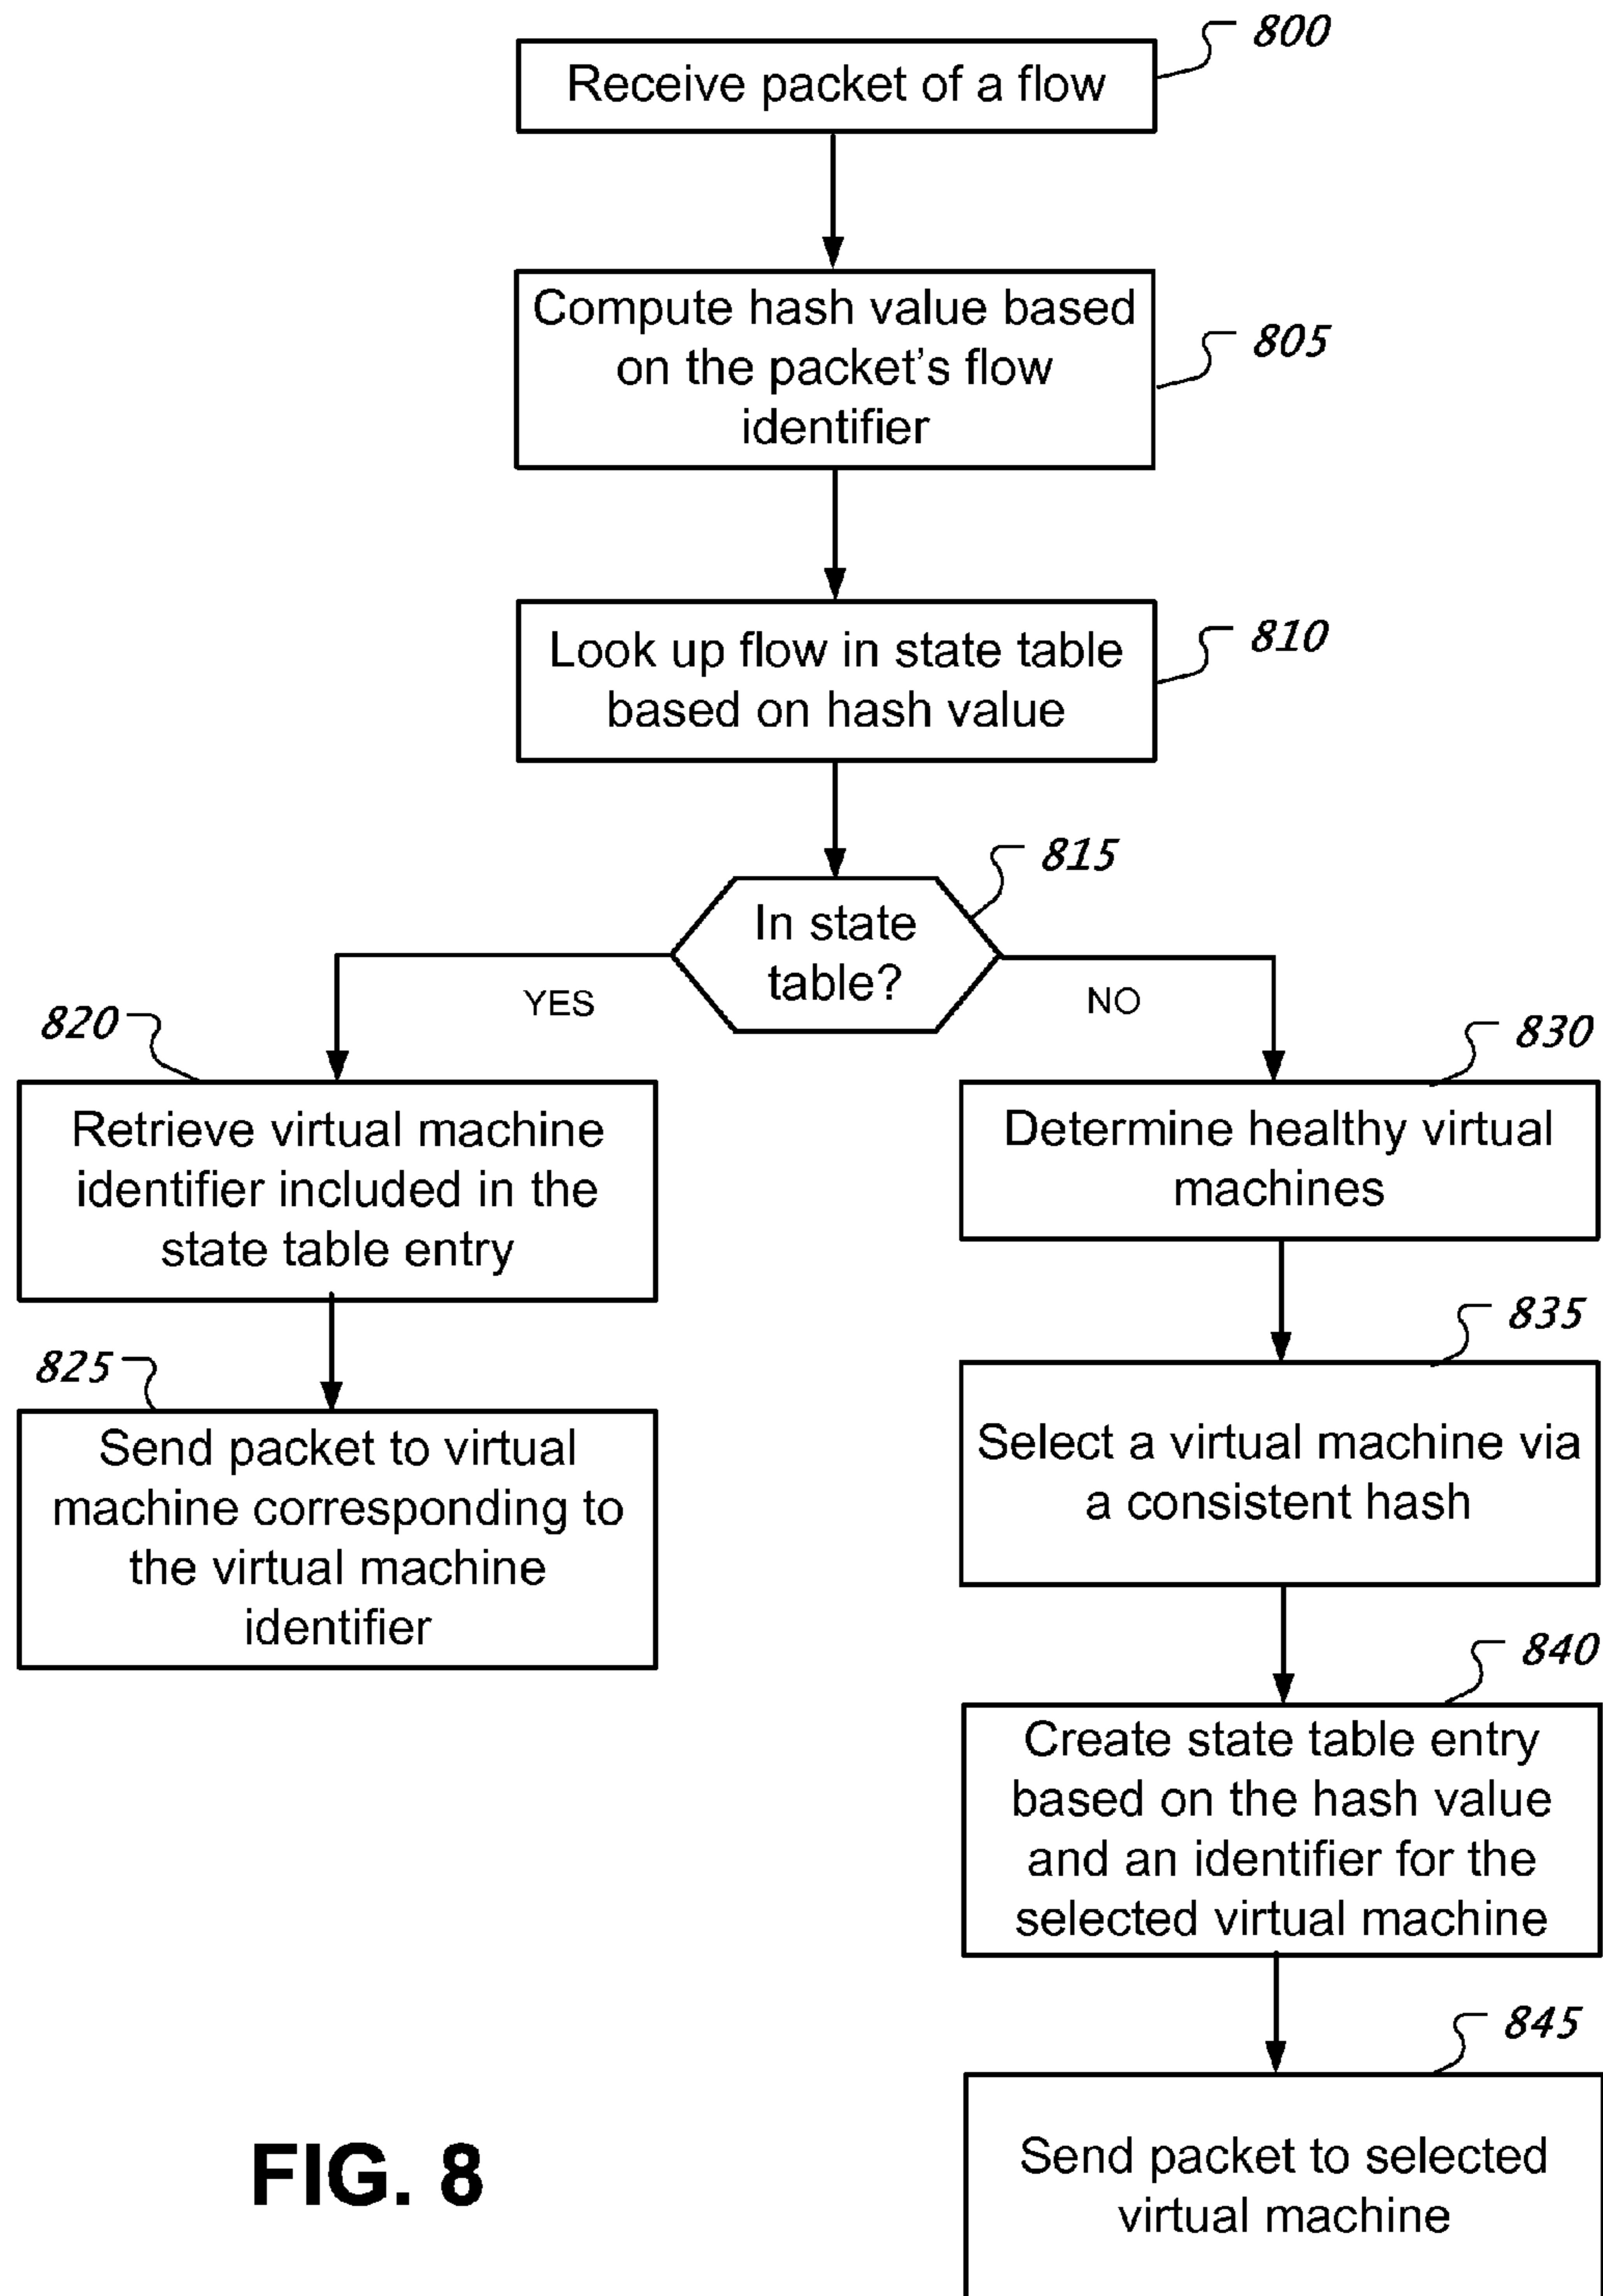 800
Receive packet of a flow
Compute hash value based
on the packet’s flow
identifier
805
Look up flow in state table
based on hash value
810
815
In state
table?
YES
NO
820
Retrieve virtual machine
identifier included in the
state table entry
825
Send packet to virtual
machine corresponding to
the virtual machine
identifier
830
Determine healthy virtual
machines
835
Select a virtual machine via
a consistent hash
840
Create state table entry
based on the hash value
and an identifier for the
selected virtual machine
845
Send packet to selected
virtual machine
FIG. 8